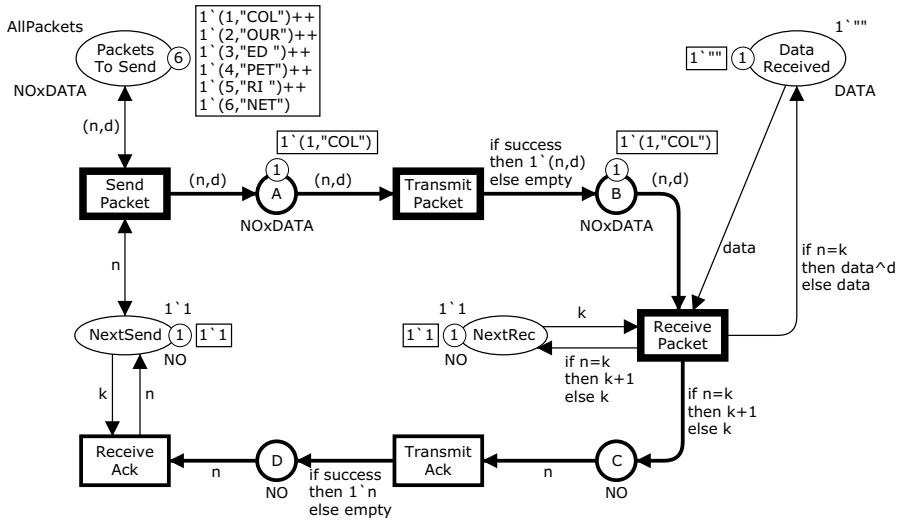 AllPackets
Packets
To Send
6
1`(1,"COL")++
1`(2,"OUR")++
1`(3,"ED ")++
1`(4,"PET")++
1`(5,"RI ")++
1`(6,"NET")
NOxDATA
1`""
1`""
1
Data
Received
DATA
(n,d)
Send
Packet
(n,d)
1`(1,"COL")
1
A
NOxDATA
(n,d)
Transmit
Packet
if success
then 1`(n,d)
else empty
1`(1,"COL")
1
B
NOxDATA
(n,d)
data
if n=k
then data^d
else data
n
1`1
NextSend
1
1`1
NO
1`1
1`1
1
NextRec
NO
k
if n=k
then k+1
else k
Receive
Packet
if n=k
then k+1
else k
k
n
Receive
Ack
n
D
NO
if success
then 1`n
else empty
Transmit
Ack
n
C
NO